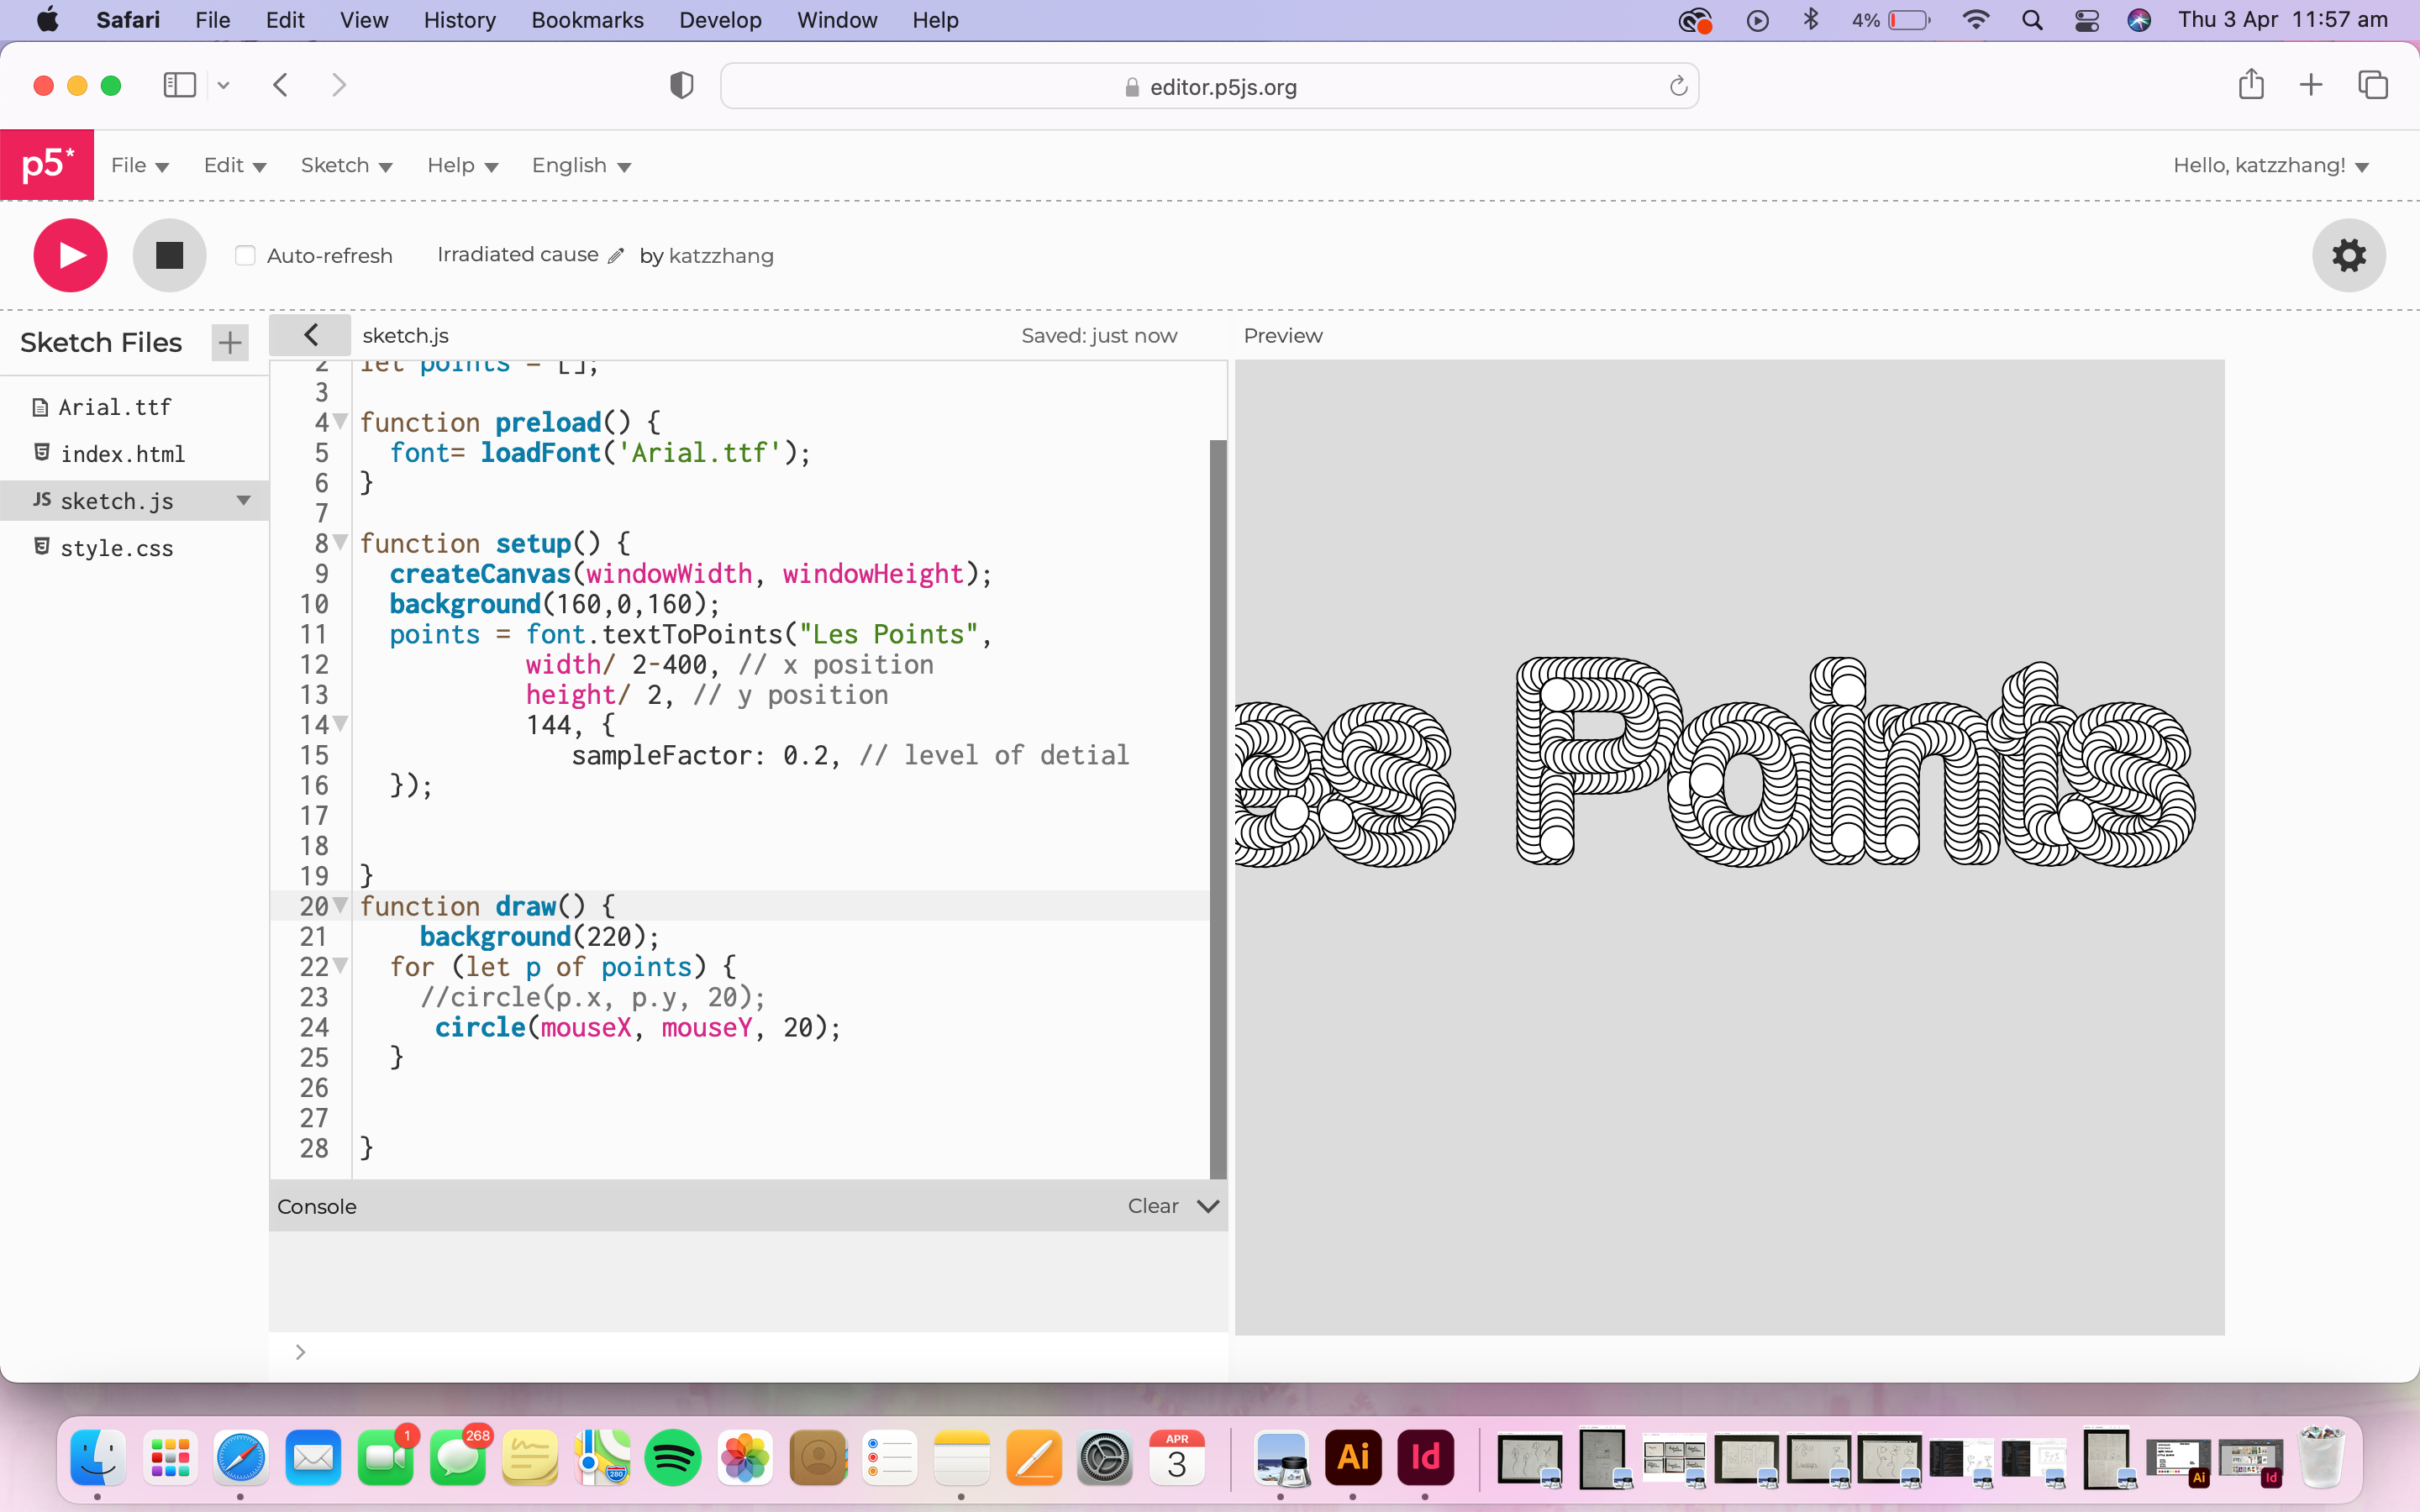 Safari File Edit View History Bookmarks Develop Window Help 4% Thu 3 Apr 11:57 am
editor.p5js.org
p5* File Edit Sketch Help English Hello, katzzhang!
Auto-refresh Irradiated cause by katzzhang
Sketch Files
Arial.ttf
index.html
JS sketch.js
style.css
sketch.js Saved: just now
2 let points = [];
3
4 function preload() {
5 font= loadFont('Arial.ttf');
6 }
7
8 function setup() {
9 createCanvas(windowWidth, windowHeight);
10 background(160,0,160);
11 points = font.textToPoints("Les Points",
12 width/ 2-400, // x position
13 height/ 2, // y position
14 144, {
15 sampleFactor: 0.2, // level of detial
16 });
17
18
19 }
20 function draw() {
21 background(220);
22 for (let p of points) {
23 //circle(p.x, p.y, 20);
24 circle(mouseX, mouseY, 20);
25 }
26
27
28 }
Console Clear
>
Preview
es Points
1
268
280
APR
3
Ai
Id
Ai
Id